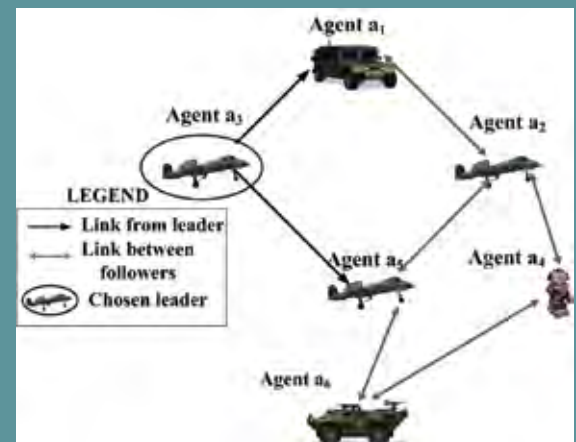 Agent a₁
Agent a₃
Agent a₂
LEGEND
Link from leader
Link between
followers
Chosen leader
Agent a₅
Agent a₄
Agent a₆